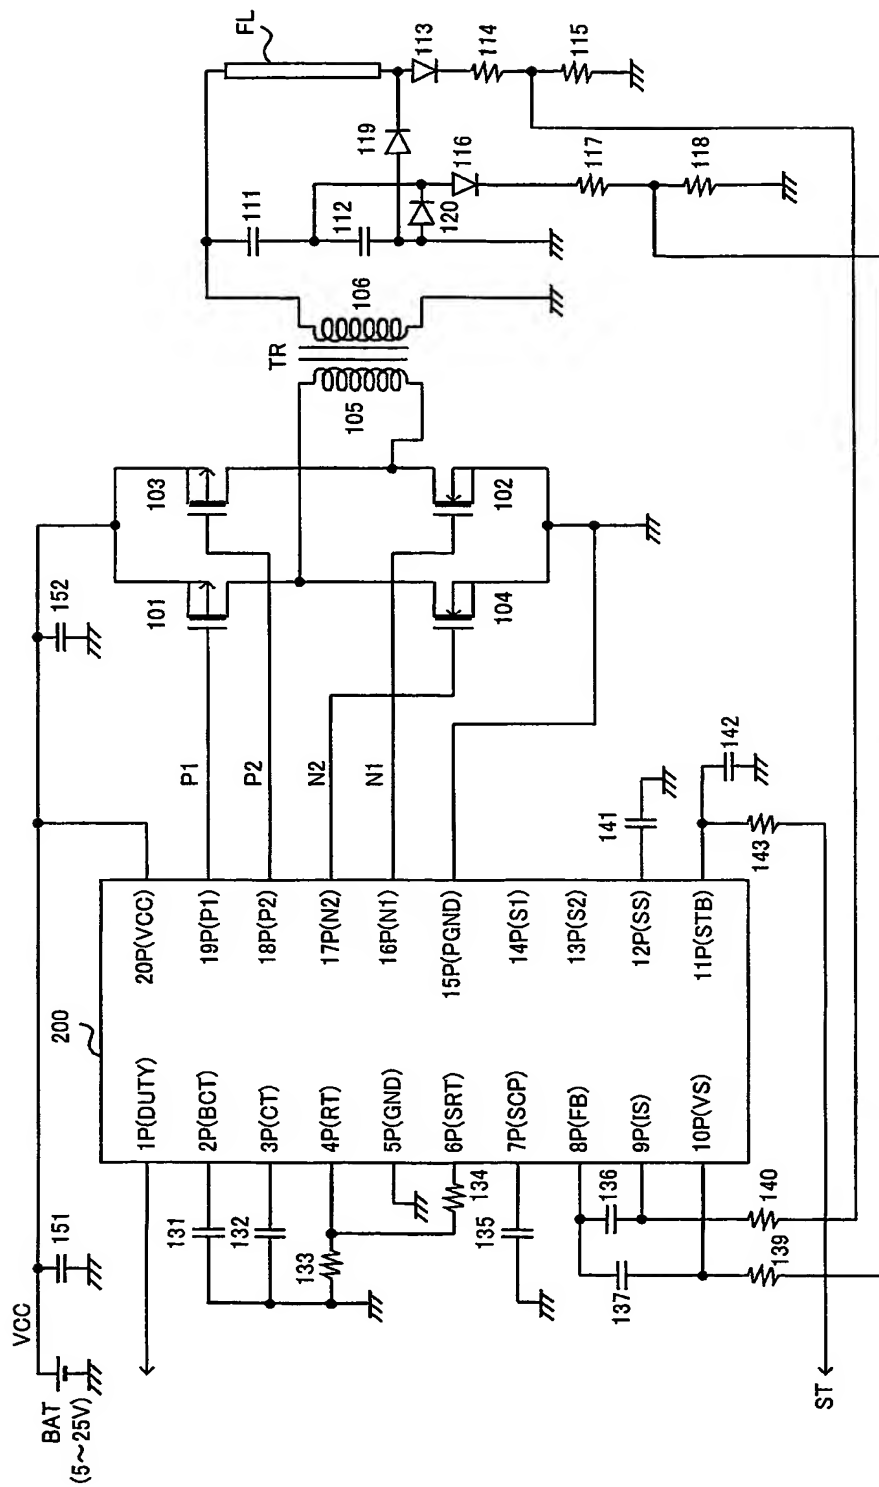 BAT
(5~25V)
VCC
151
152
200
1P(DUTY)
2P(BCT)
3P(CT)
4P(RT)
5P(GND)
6P(SRT)
7P(SCP)
8P(FB)
9P(IS)
10P(VS)
20P(VCC)
19P(P1)
18P(P2)
17P(N2)
16P(N1)
15P(PGND)
14P(S1)
13P(S2)
12P(SS)
11P(STB)
131
132
133
134
135
136
137
139
140
141
142
143
ST
P1
P2
N2
N1
101
103
104
102
TR
105
106
111
112
119
120
116
117
118
FL
113
114
115